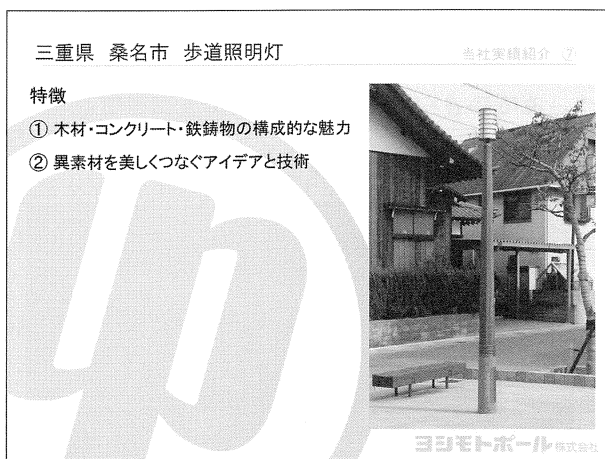 三重県 桑名市 歩道照明灯
当社実績紹介 ⑦
特徴
① 木材・コンクリート・鉄鋳物の構成的な魅力
② 異素材を美しくつなぐアイデアと技術
ヨシモトポール株式会社